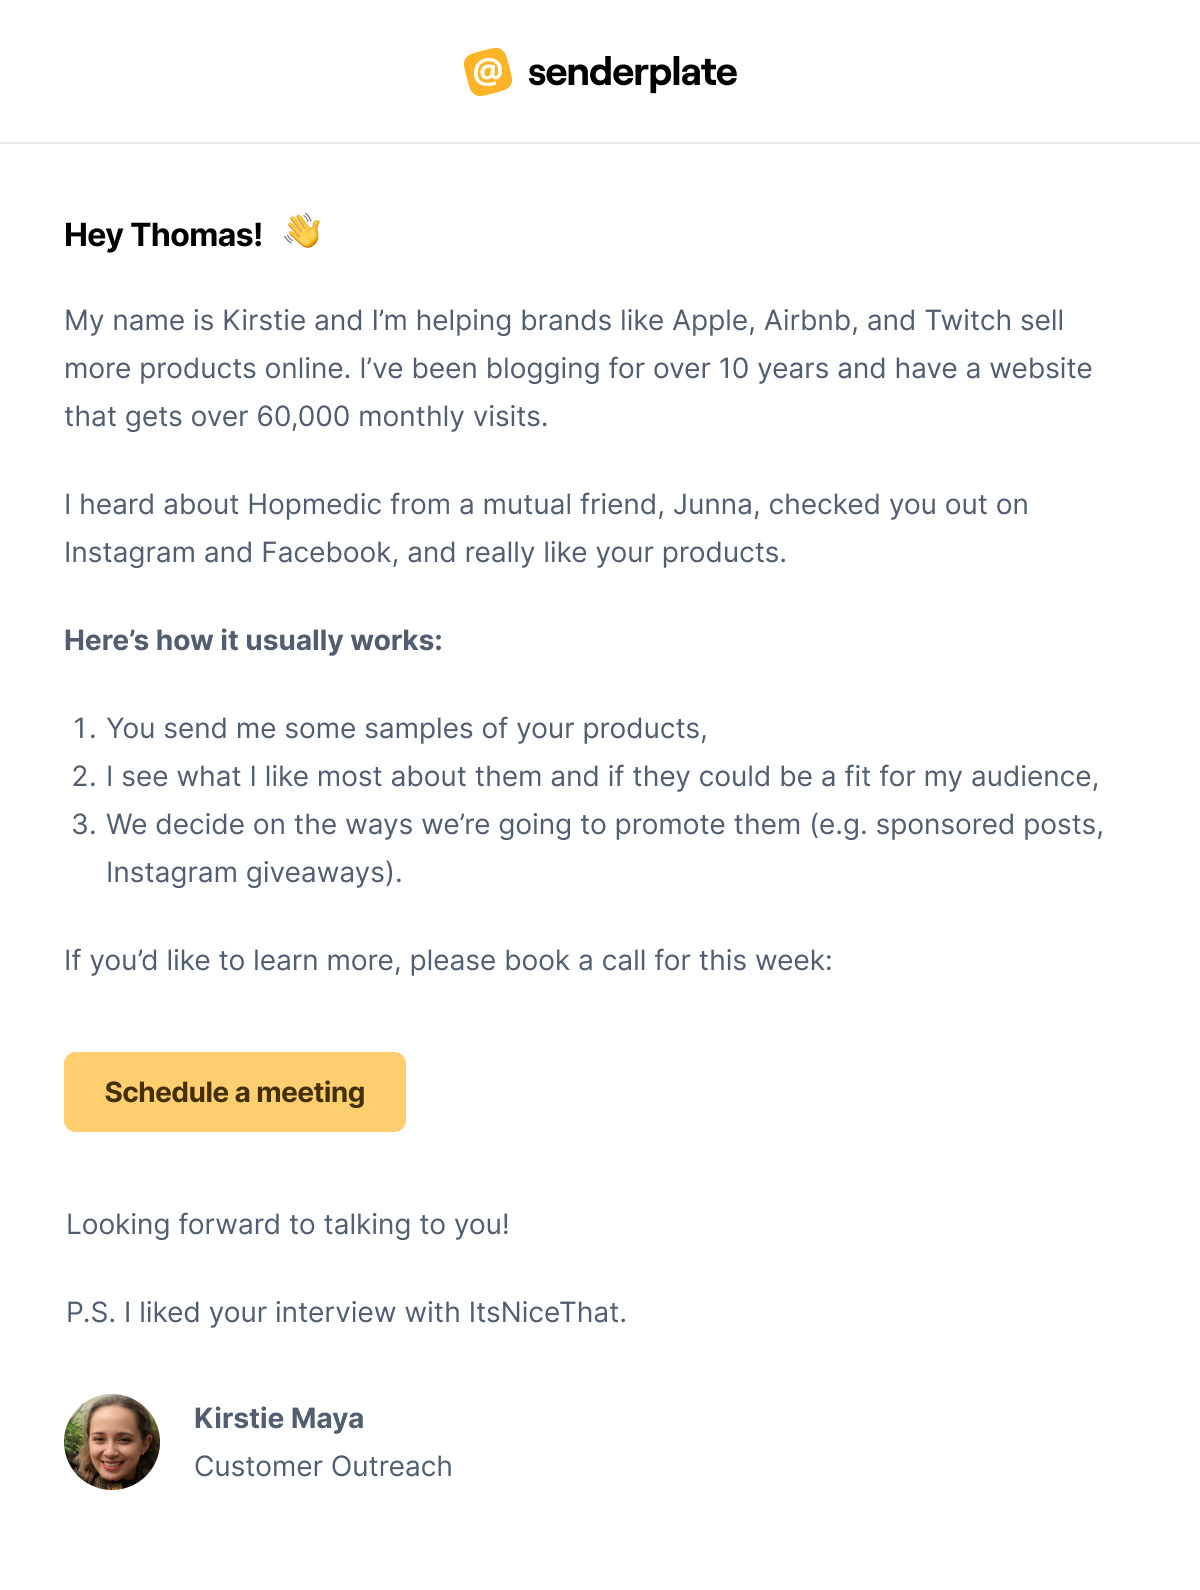 @ senderplate
Hey Thomas! 👋
My name is Kirstie and I’m helping brands like Apple, Airbnb, and Twitch sell
more products online. I’ve been blogging for over 10 years and have a website
that gets over 60,000 monthly visits.
I heard about Hopmedic from a mutual friend, Junna, checked you out on
Instagram and Facebook, and really like your products.
Here’s how it usually works:
1. You send me some samples of your products,
2. I see what I like most about them and if they could be a fit for my audience,
3. We decide on the ways we’re going to promote them (e.g. sponsored posts,
Instagram giveaways).
If you’d like to learn more, please book a call for this week:
Schedule a meeting
Looking forward to talking to you!
P.S. I liked your interview with ItsNiceThat.
Kirstie Maya
Customer Outreach